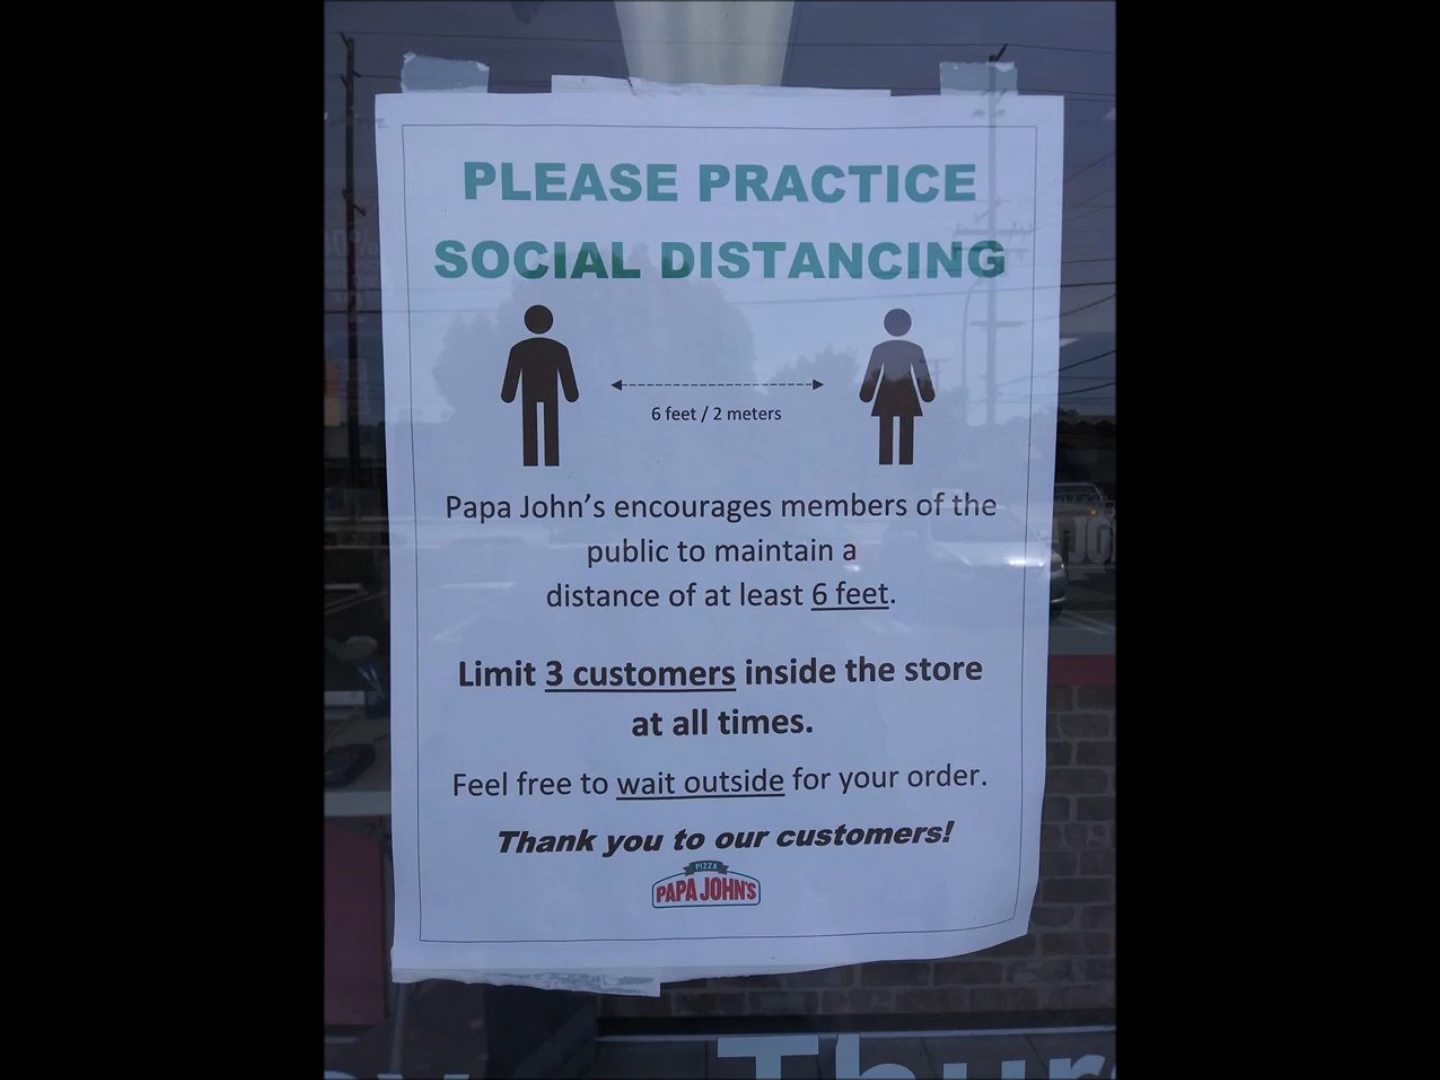 PLEASE PRACTICE
SOCIAL DISTANCING
6 feet / 2 meters
Papa John's encourages members of the
public to maintain a
distance of at least 6 feet.
Limit 3 customers inside the store
at all times.
Feel free to wait outside for your order.
Thank you to our customers!
PIZZA
PAPA JOHN'S